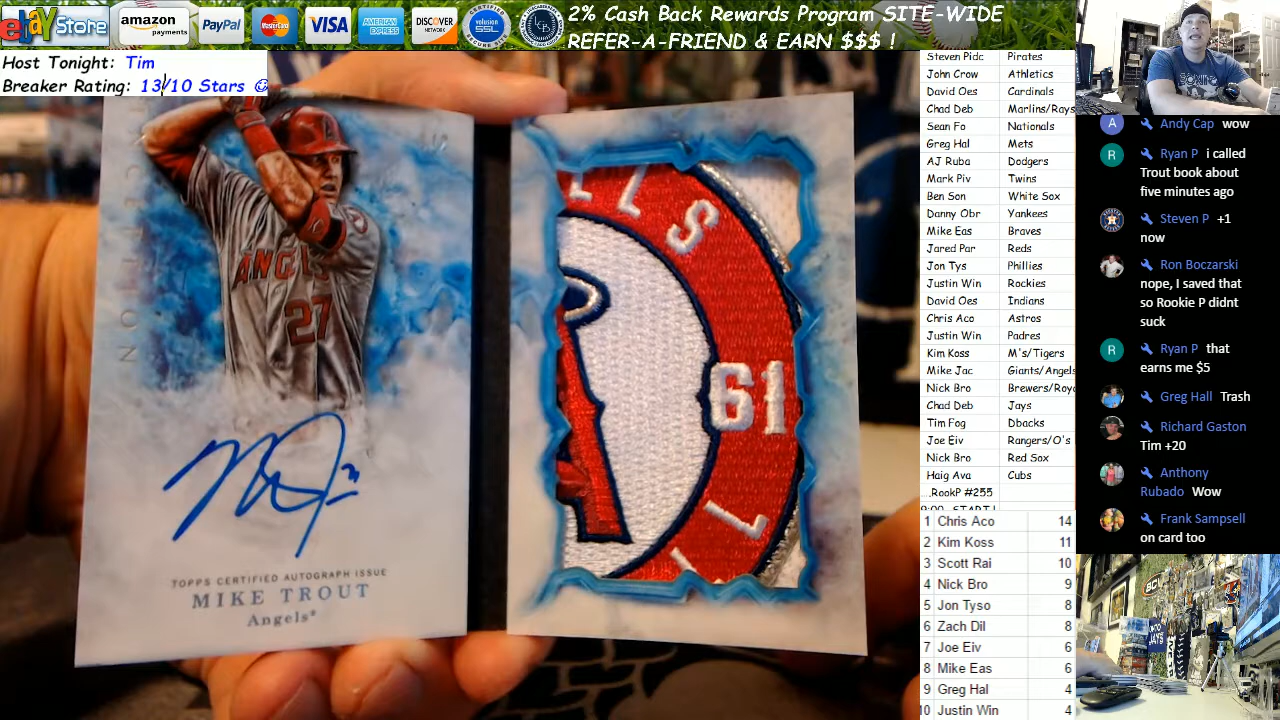 ebay Store
amazon
payments
PayPal
MasterCard
VISA
AMERICAN
EXPRESS
DISCOVER
NETWORK
volusion
SSL
2% Cash Back Rewards Program SITE-WIDE
REFER-A-FRIEND & EARN $$$ !
Host Tonight: Tim
Breaker Rating: 13/10 Stars
ANGELS
27
TOPPS CERTIFIED AUTOGRAPH ISSUE
MIKE TROUT
Angels®
ELS
61
Steven Pidc Pirates
John Crow Athletics
David Oes Cardinals
Chad Deb Marlins/Rays
Sean Fo Nationals
Greg Hal Mets
AJ Ruba Dodgers
Mark Piv Twins
Ben Son White Sox
Danny Obr Yankees
Mike Eas Braves
Jared Par Reds
Jon Tys Phillies
Justin Win Rockies
David Oes Indians
Chris Aco Astros
Justin Win Padres
Kim Koss M's/Tigers
Mike Jac Giants/Angels
Nick Bro Brewers/Roya
Chad Deb Jays
Tim Fog Dbacks
Joe Eiv Rangers/O's
Nick Bro Red Sox
Haig Ava Cubs
.RookP #255
9:00 START!
1 Chris Aco 14
2 Kim Koss 11
3 Scott Rai 10
4 Nick Bro 9
5 Jon Tyso 8
6 Zach Dil 8
7 Joe Eiv 6
8 Mike Eas 6
9 Greg Hal 4
10 Justin Win 4
A Andy Cap wow
R Ryan P i called
Trout book about
five minutes ago
Steven P +1
now
Ron Boczarski
nope, I saved that
so Rookie P didnt
suck
R Ryan P that
earns me $5
Greg Hall Trash
Richard Gaston
Tim +20
Anthony
Rubado Wow
Frank Sampsell
on card too